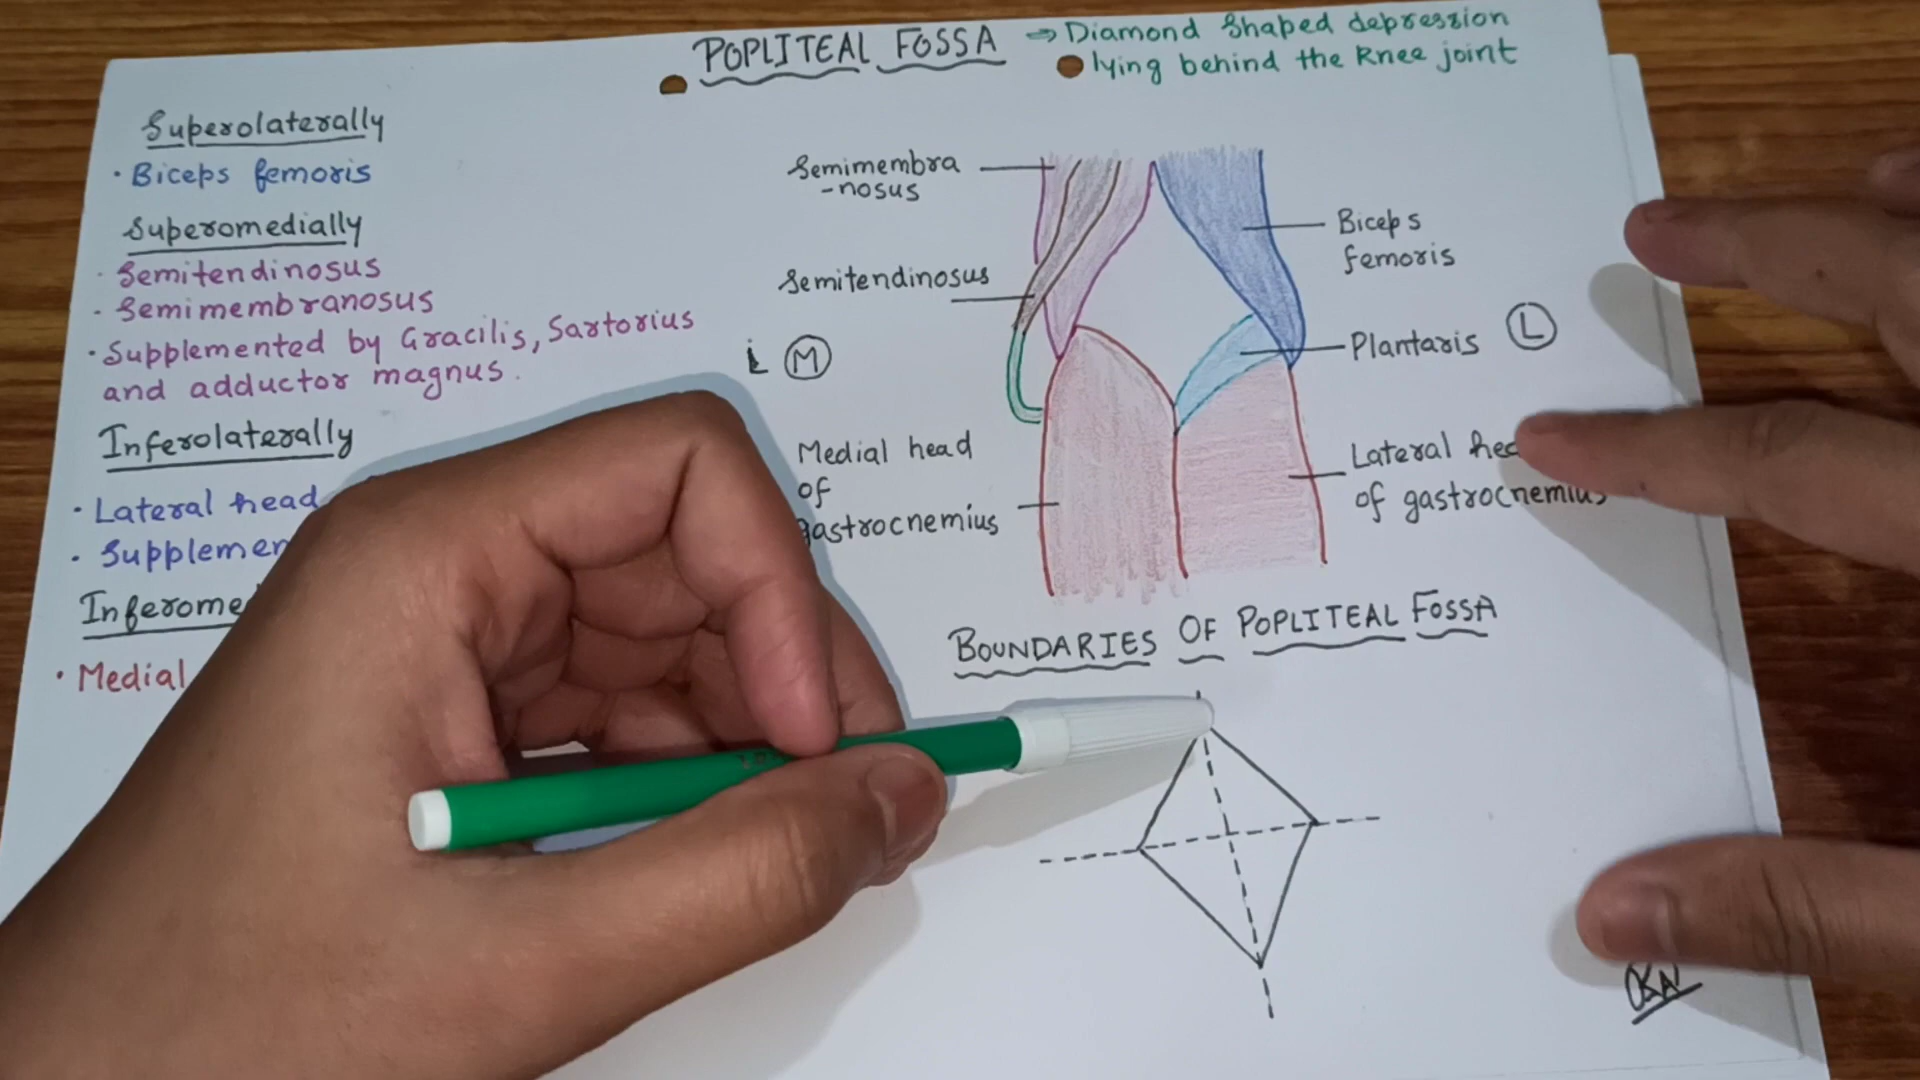 POPLITEAL FOSSA ⇒ Diamond Shaped depression
lying behind the Knee joint
Superolaterally
· Biceps femoris
Superomedially
· Semitendinosus
· Semimembranosus
· Supplemented by Gracilis, Sartorius
and adductor magnus.
Inferolaterally
· Lateral head
· Supplemen
Inferome
· Medial
Semimembra
-nosus
Semitendinosus
M
Medial head
of
gastrocnemius
Biceps
femoris
Plantaris
L
Lateral hea
of gastrocnemius
BOUNDARIES OF POPLITEAL FOSSA